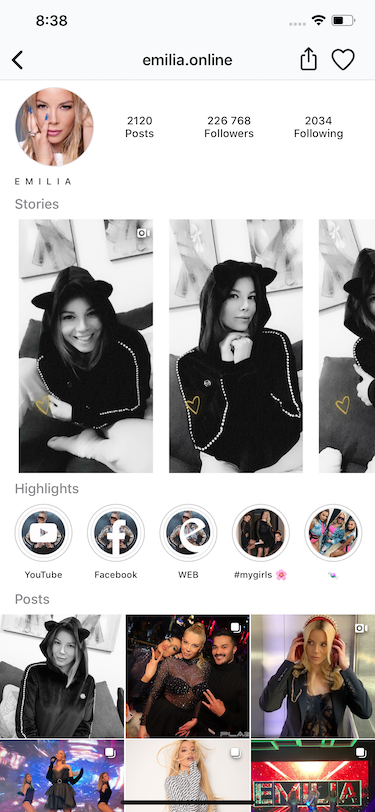 8:38
emilia.online
2120
Posts
226 768
Followers
2034
Following
E M I L I A
Stories
Highlights
YouTube
Facebook
WEB
#mygirls 🌸
Posts
EMILIA